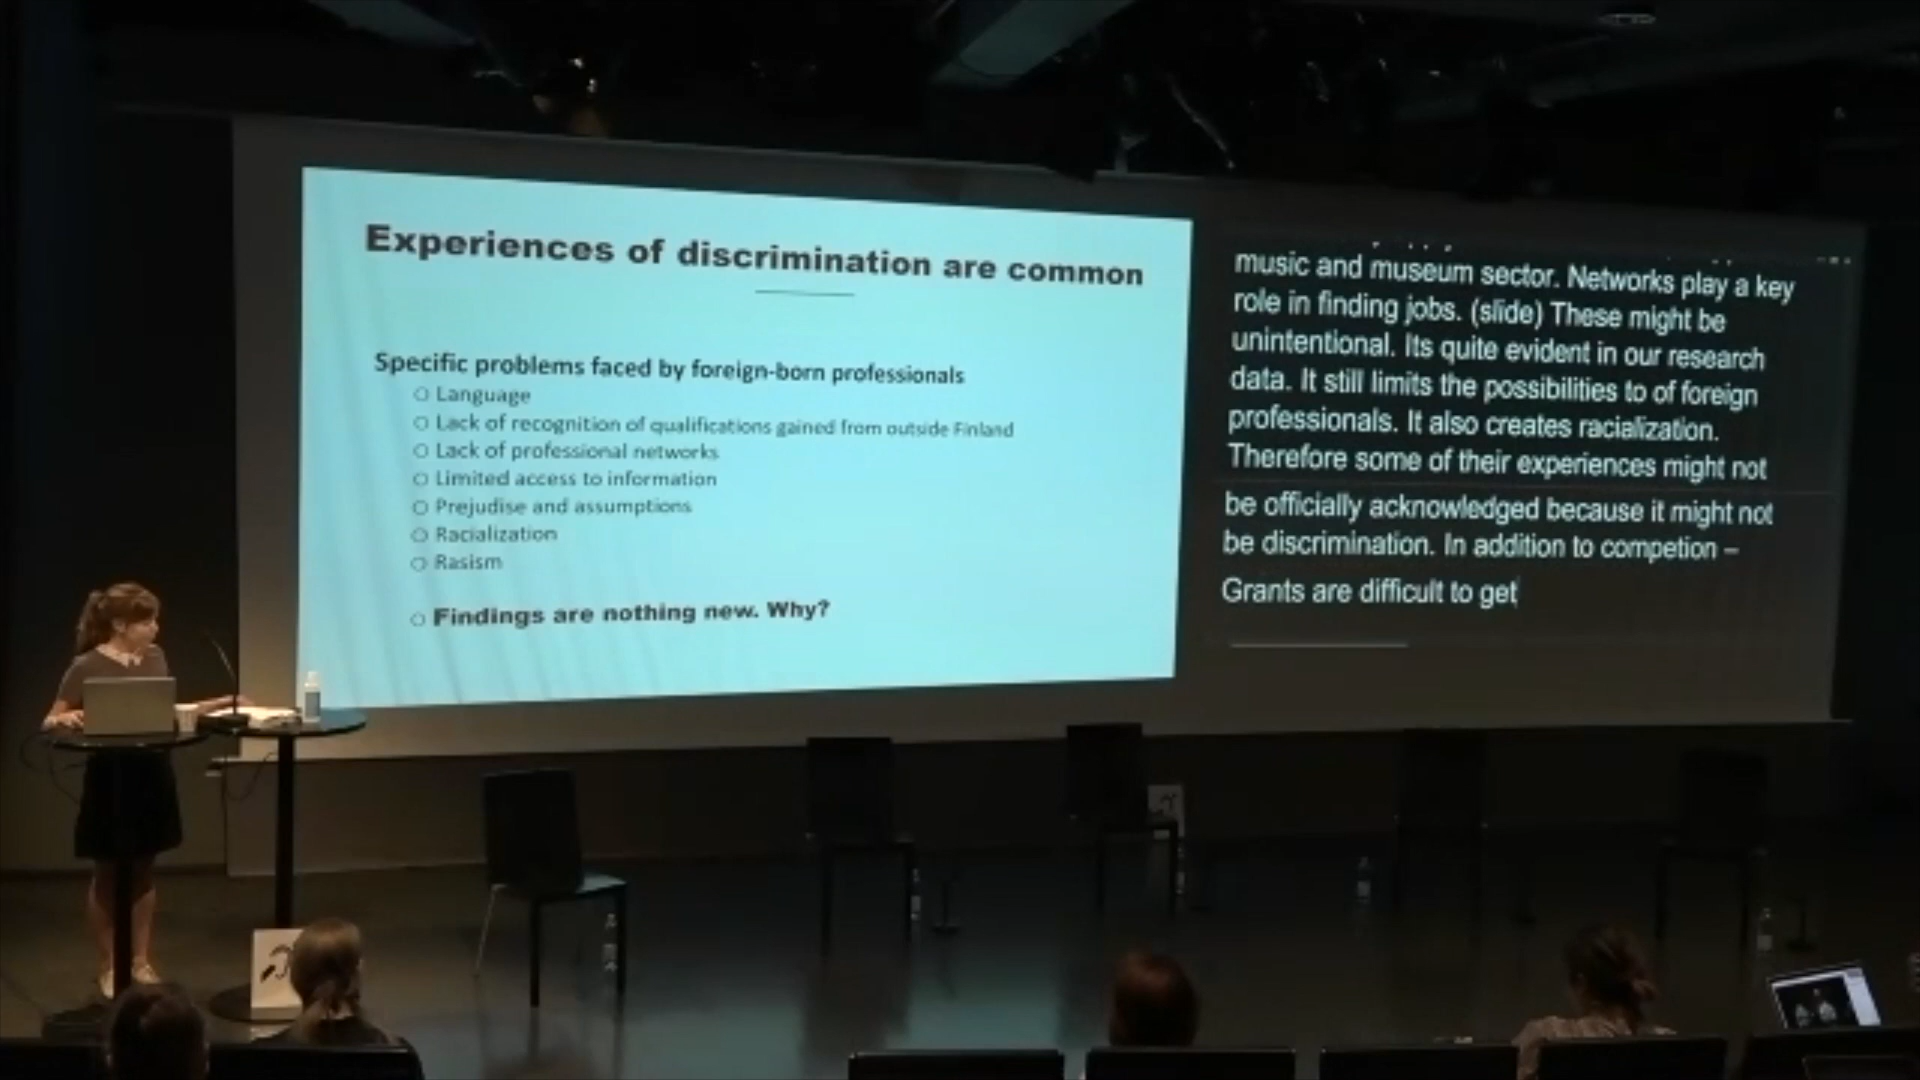 Experiences of discrimination are common
Specific problems faced by foreign-born professionals
○ Language
○ Lack of recognition of qualifications gained from outside Finland
○ Lack of professional networks
○ Limited access to information
○ Prejudise and assumptions
○ Racialization
○ Rasism
○ Findings are nothing new. Why?
music and museum sector. Networks play a key
role in finding jobs. (slide) These might be
unintentional. Its quite evident in our research
data. It still limits the possibilities to of foreign
professionals. It also creates racialization.
Therefore some of their experiences might not
be officially acknowledged because it might not
be discrimination. In addition to competion –
Grants are difficult to get